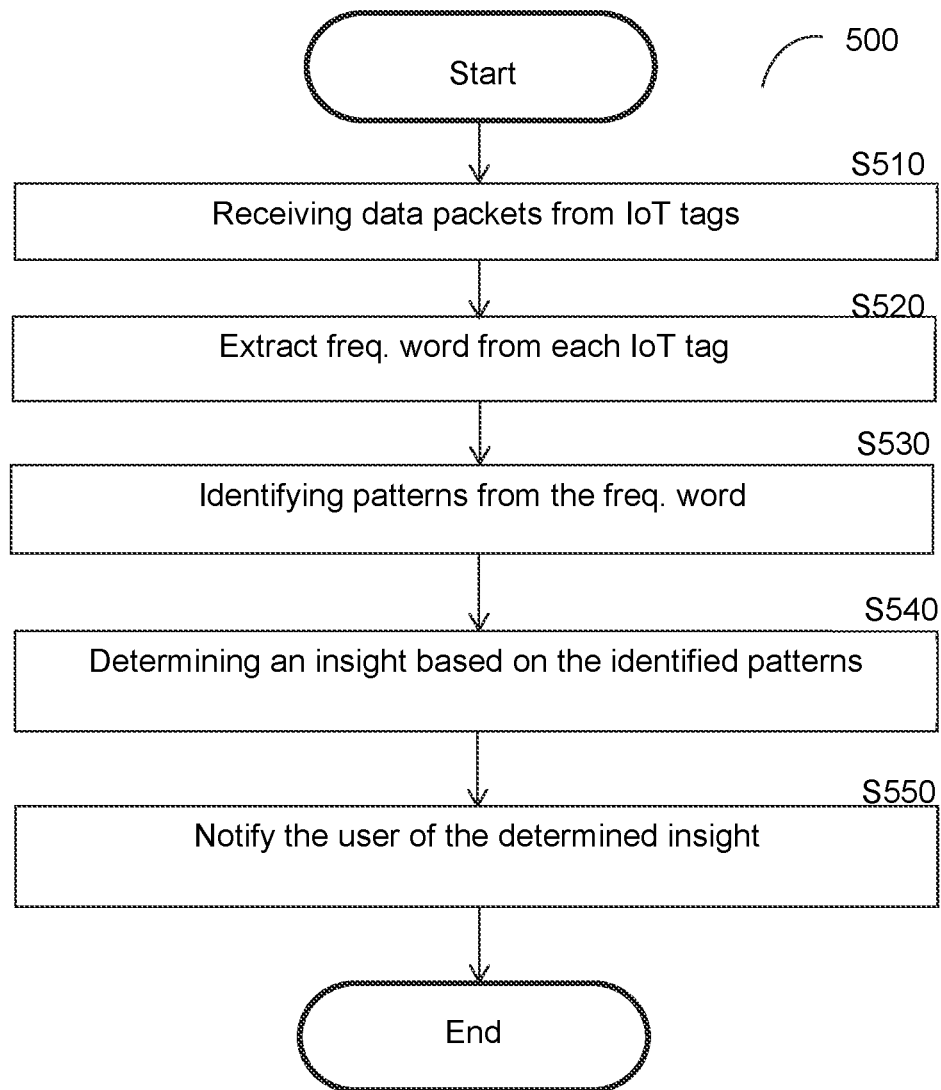 500
Start
S510
Receiving data packets from IoT tags
S520
Extract freq. word from each IoT tag
S530
Identifying patterns from the freq. word
S540
Determining an insight based on the identified patterns
S550
Notify the user of the determined insight
End